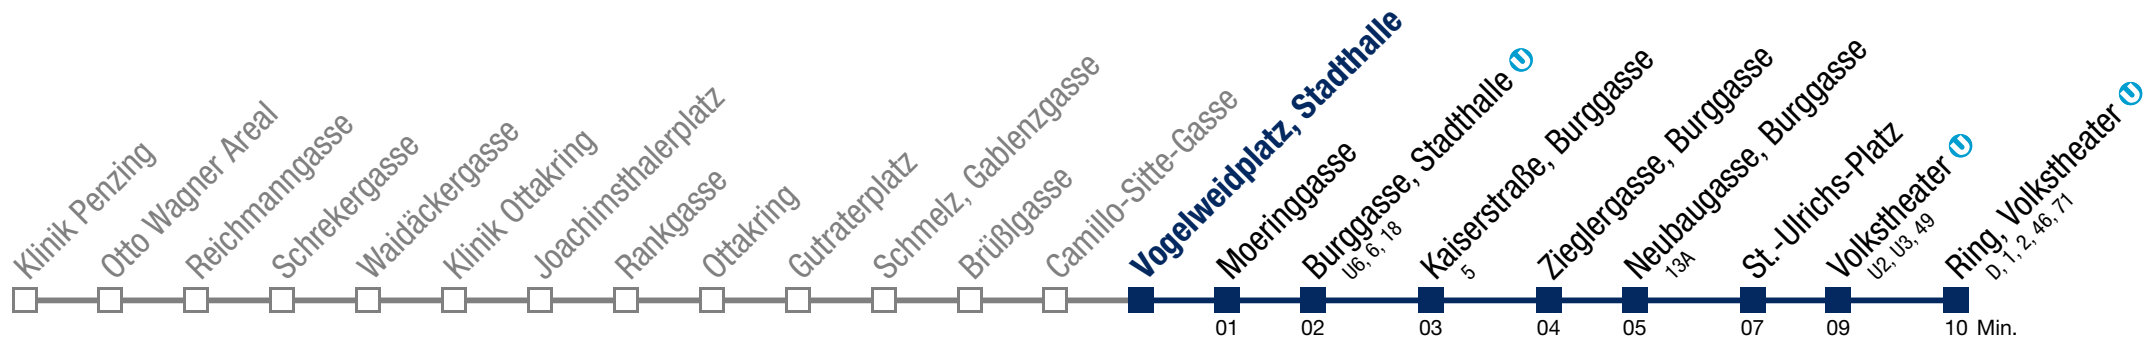 Klinik Penzing
Otto Wagner Areal
Reichmanngasse
Schrekergasse
Waidäckergasse
Klinik Ottakring
Joachimsthalerplatz
Rankgasse
Ottakring
Gutraterplatz
Schmelz, Gablenzgasse
Brüßlgasse
Camillo-Sitte-Gasse
Vogelweidplatz, Stadthalle
Moeringgasse
Burggasse, Stadthalle U
U6, 6, 18
Kaiserstraße, Burggasse
5
Zieglergasse, Burggasse
Neubaugasse, Burggasse
13A
St.-Ulrichs-Platz
Volkstheater U
U2, U3, 49
Ring, Volkstheater U
D, 1, 2, 46, 71
01 02 03 04 05 07 09 10 Min.